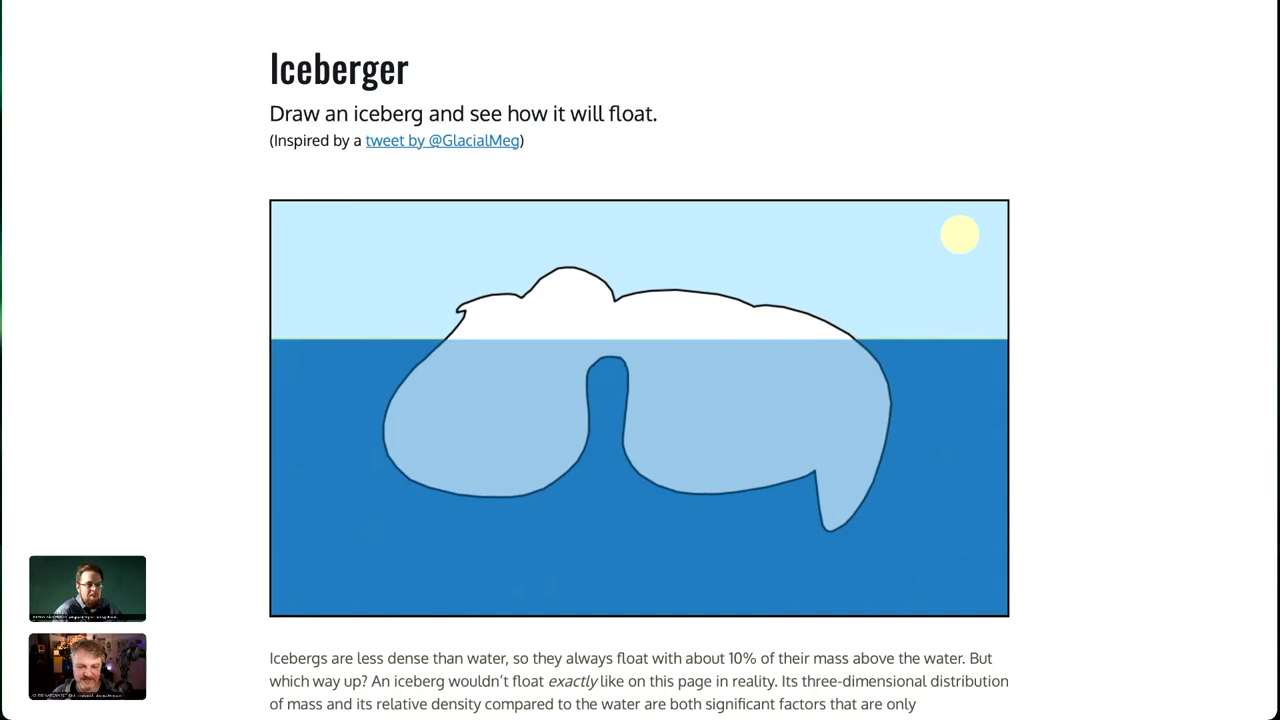 Iceberger
Draw an iceberg and see how it will float.
(Inspired by a tweet by @GlacialMeg)
Icebergs are less dense than water, so they always float with about 10% of their mass above the water. But
which way up? An iceberg wouldn't float exactly like on this page in reality. Its three-dimensional distribution
of mass and its relative density compared to the water are both significant factors that are only